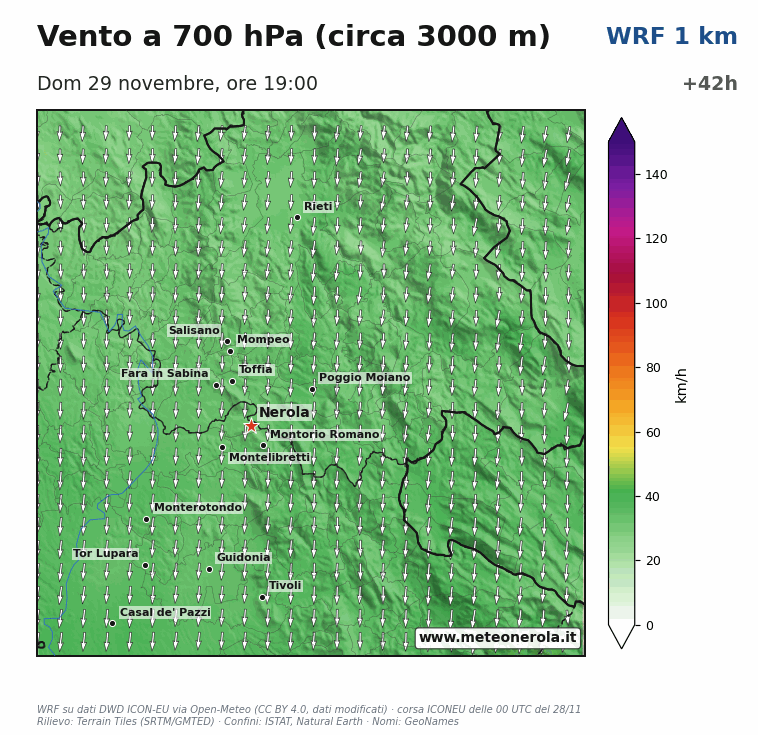 Vento a 700 hPa (circa 3000 m)
WRF 1 km
Dom 29 novembre, ore 19:00
+42h
Rieti
Salisano
Mompeo
Fara in Sabina
Toffia
Poggio Moiano
Nerola
Montorio Romano
Montelibretti
Monterotondo
Tor Lupara
Guidonia
Tivoli
Casal de' Pazzi
www.meteonerola.it
140
120
100
80
60
40
20
0
km/h
WRF su dati DWD ICON-EU via Open-Meteo (CC BY 4.0, dati modificati) · corsa ICONEU delle 00 UTC del 28/11
Rilievo: Terrain Tiles (SRTM/GMTED) · Confini: ISTAT, Natural Earth · Nomi: GeoNames